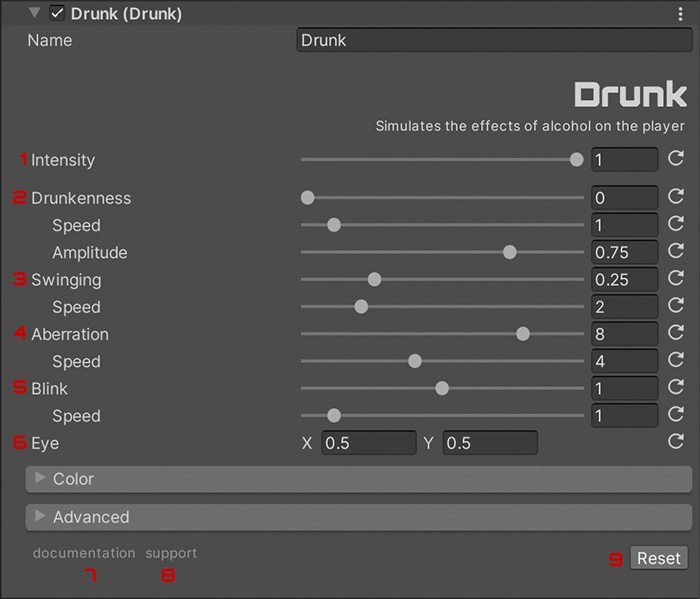 Drunk (Drunk)
Name Drunk
Drunk
Simulates the effects of alcohol on the player
1 Intensity 1
2 Drunkenness 0
Speed 1
Amplitude 0.75
3 Swinging 0.25
Speed 2
4 Aberration 8
Speed 4
5 Blink 1
Speed 1
6 Eye X 0.5 Y 0.5
Color
Advanced
documentation support
7 8 9 Reset